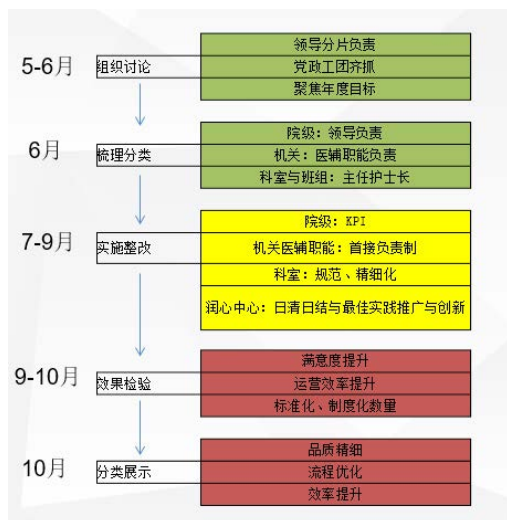 领导分片负责
5-6月
组织讨论
党政工团齐抓
聚焦年度目标
院级：领导负责
6月
梳理分类
机关：医辅职能负责
科室与班组：主任护士长
院级：KPI
7-9月
实施整改
机关医辅职能：首接负责制
科室：规范、精细化
润心中心：日清日结与最佳实践推广与创新
满意度提升
9-10月
效果检验
运营效率提升
标准化、制度化数量
品质精细
10月
分类展示
流程优化
效率提升